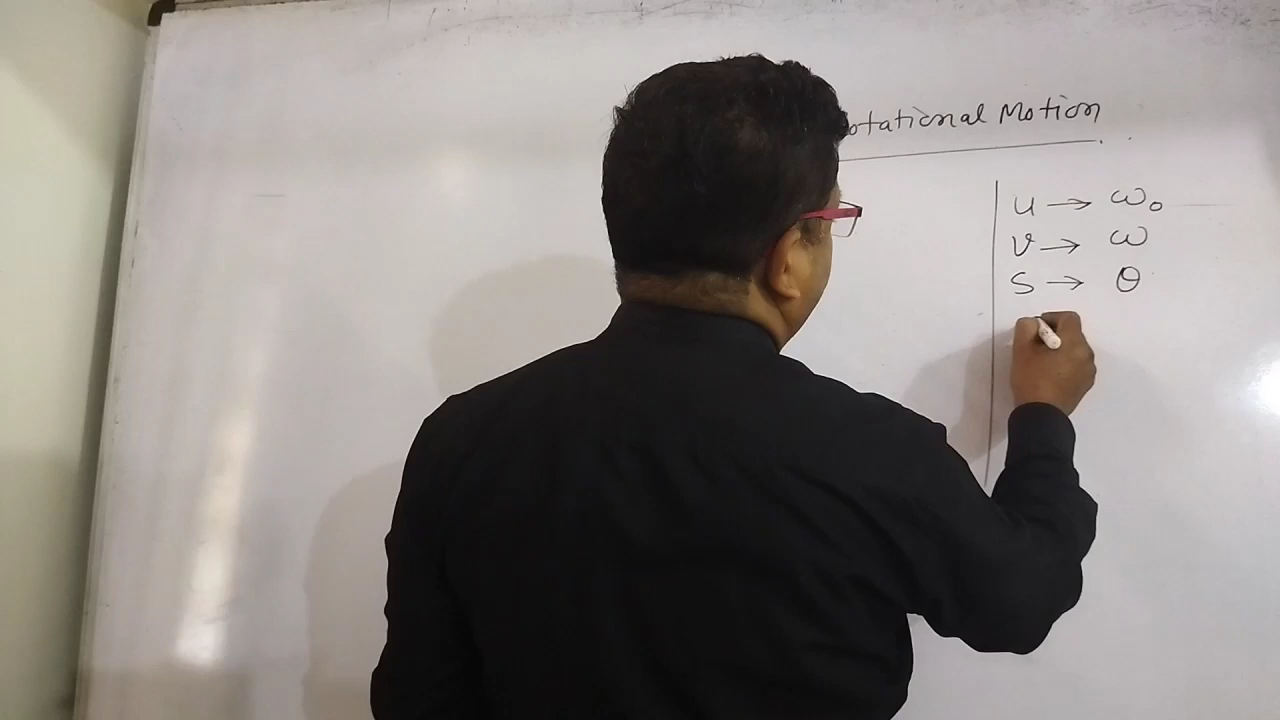 otational Motion
u → ω₀
v → ω
S → θ